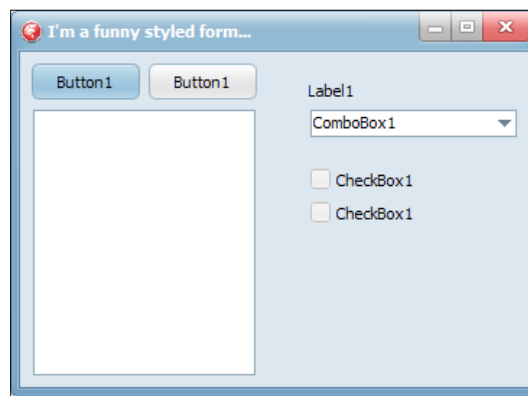 I'm a funny styled form...
Button1 Button1
Label1
ComboBox1
CheckBox1
CheckBox1